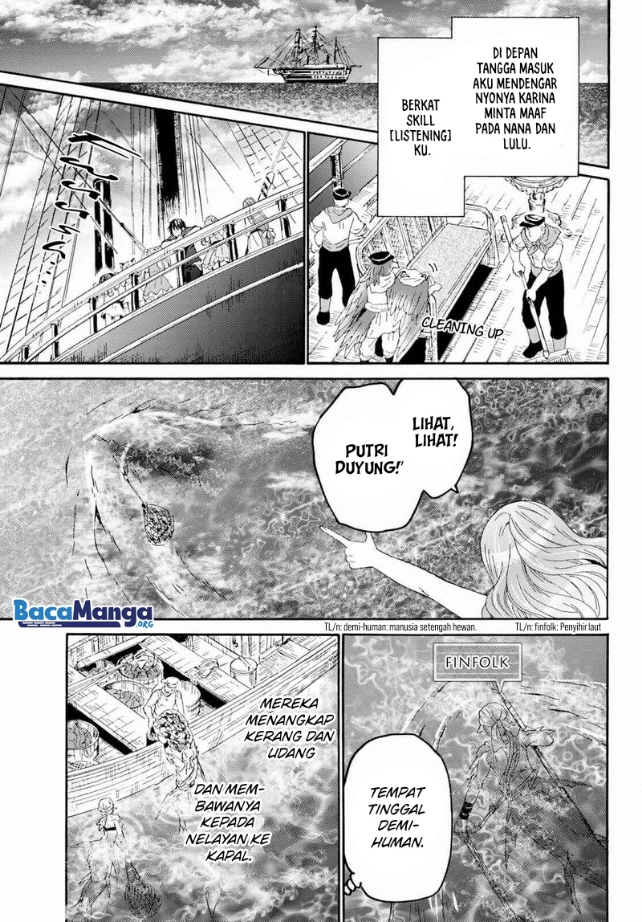 DI DEPAN
TANGGA MASUK
AKU MENDENGAR
NYONYA KARINA
MINTA MAAF
PADA NANA DAN
LULU.
BERKAT
SKILL
[LISTENING]
KU.
CLEANING UP.
LIHAT,
LIHAT!
PUTRI
DUYUNG!"
BacaManga
.ORG
TL/n: demi-human: manusia setengah hewan.
TL/n: finfolk: Penyihir laut
FINFOLK
TEMPAT
TINGGAL
DEMI-
HUMAN.
MEREKA
MENANGKAP
KERANG DAN
UDANG
DAN MEM-
BAWANYA
KEPADA
NELAYAN KE
KAPAL.